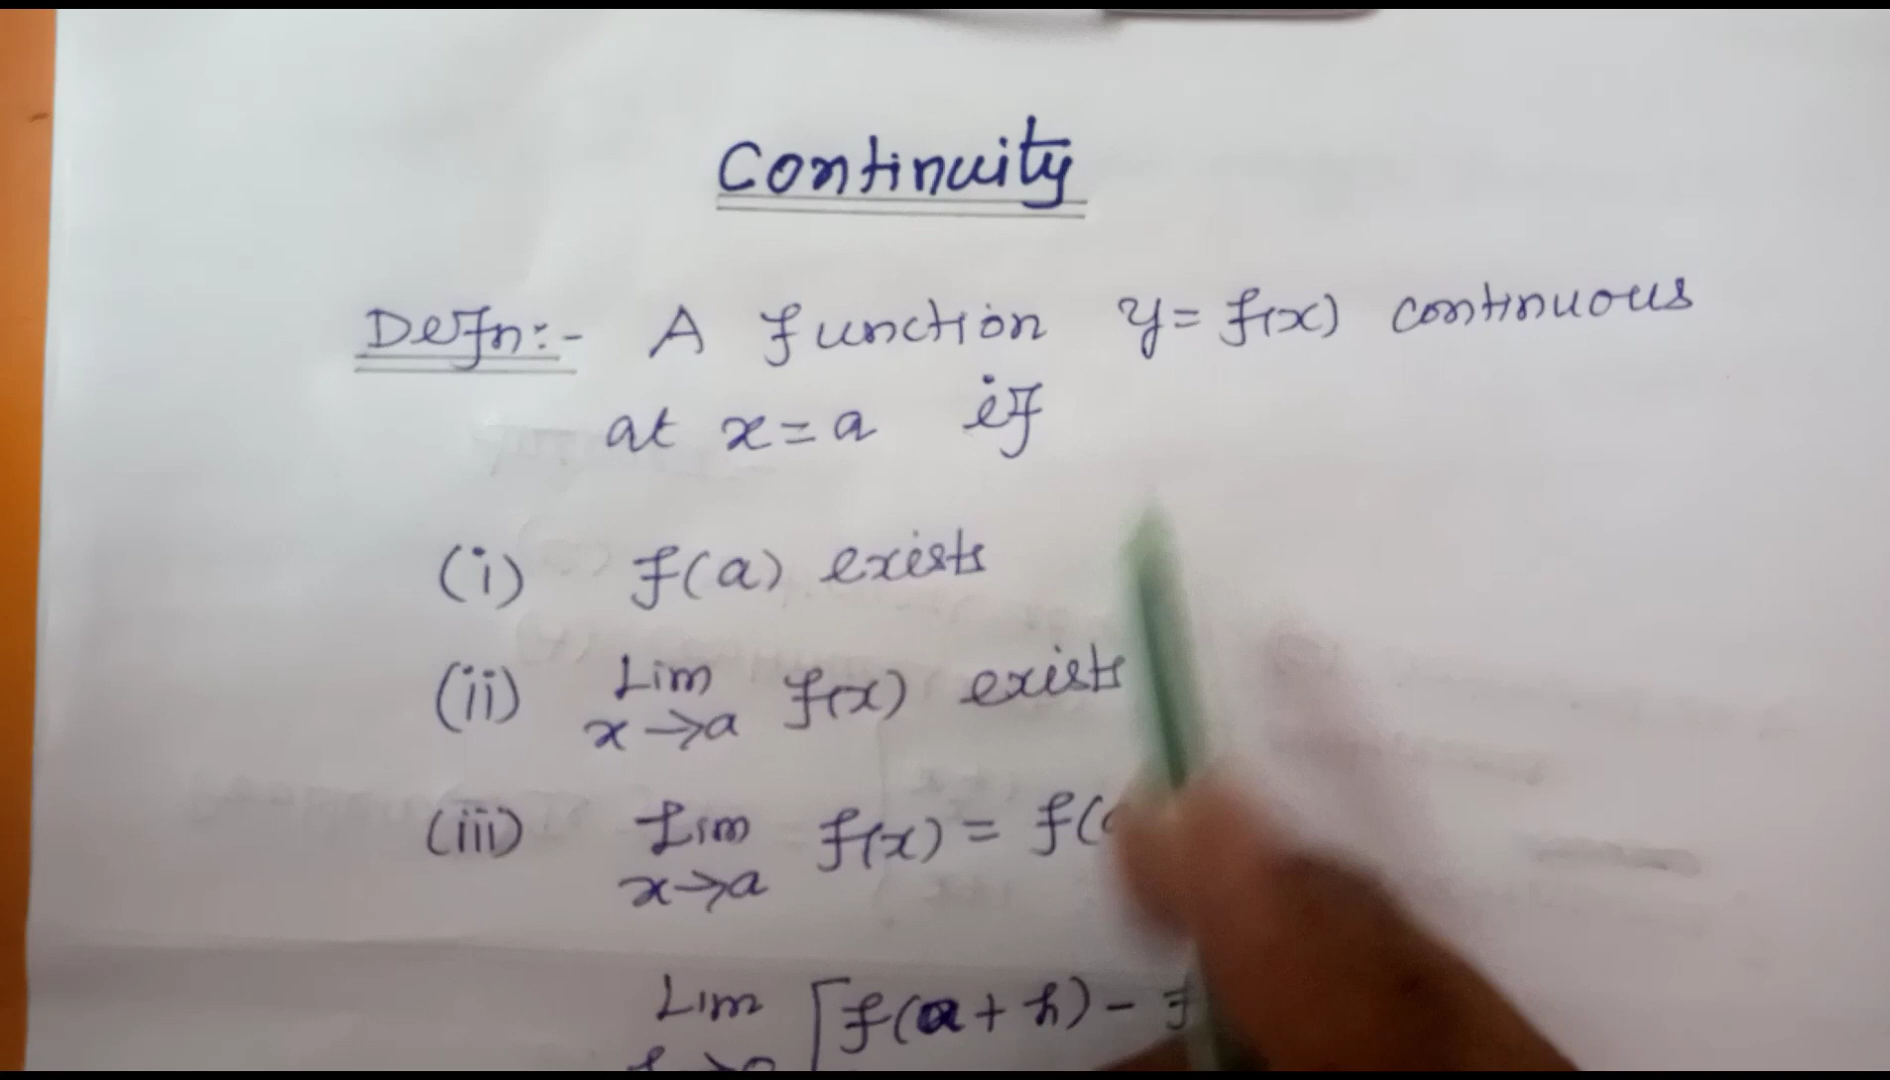 Continuity
Defn:- A function y = f(x) continuous
at x = a if
(i) f(a) exists
(ii) Lim f(x) exists
x→a
(iii) Lim f(x) = f(
x→a
Lim [f(a+h) - f